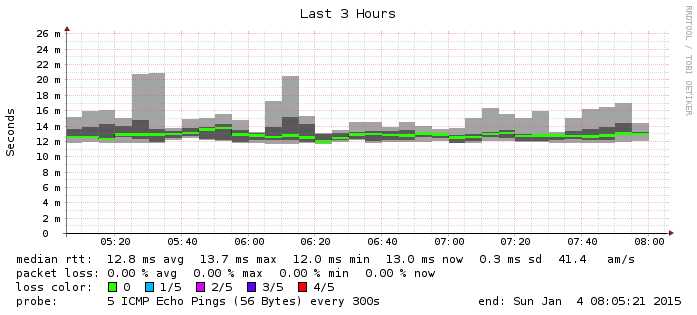 Last 3 Hours
RRDTOOL / TOBI OETIKER
Seconds
26 m
24 m
22 m
20 m
18 m
16 m
14 m
12 m
10 m
8 m
6 m
4 m
2 m
0
05:20 05:40 06:00 06:20 06:40 07:00 07:20 07:40 08:00
median rtt: 12.8 ms avg 13.7 ms max 12.0 ms min 13.0 ms now 0.3 ms sd 41.4 am/s
packet loss: 0.00 % avg 0.00 % max 0.00 % min 0.00 % now
loss color: 0 1/5 2/5 3/5 4/5
probe: 5 ICMP Echo Pings (56 Bytes) every 300s end: Sun Jan 4 08:05:21 2015